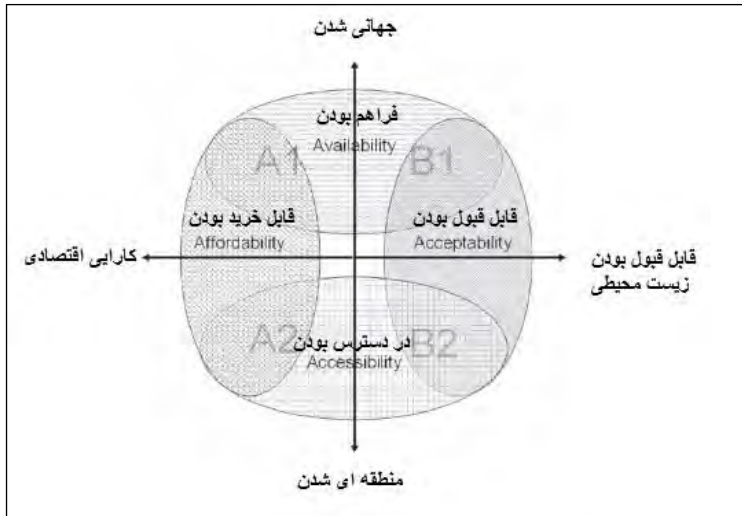 جهانی شدن
فراهم بودن
Availability
A1
B1
قابل خرید بودن
Affordability
قابل قبول بودن
Acceptability
کارایی اقتصادی
قابل قبول بودن
زیست محیطی
A2
B2
در دسترس بودن
Accessibility
منطقه ای شدن